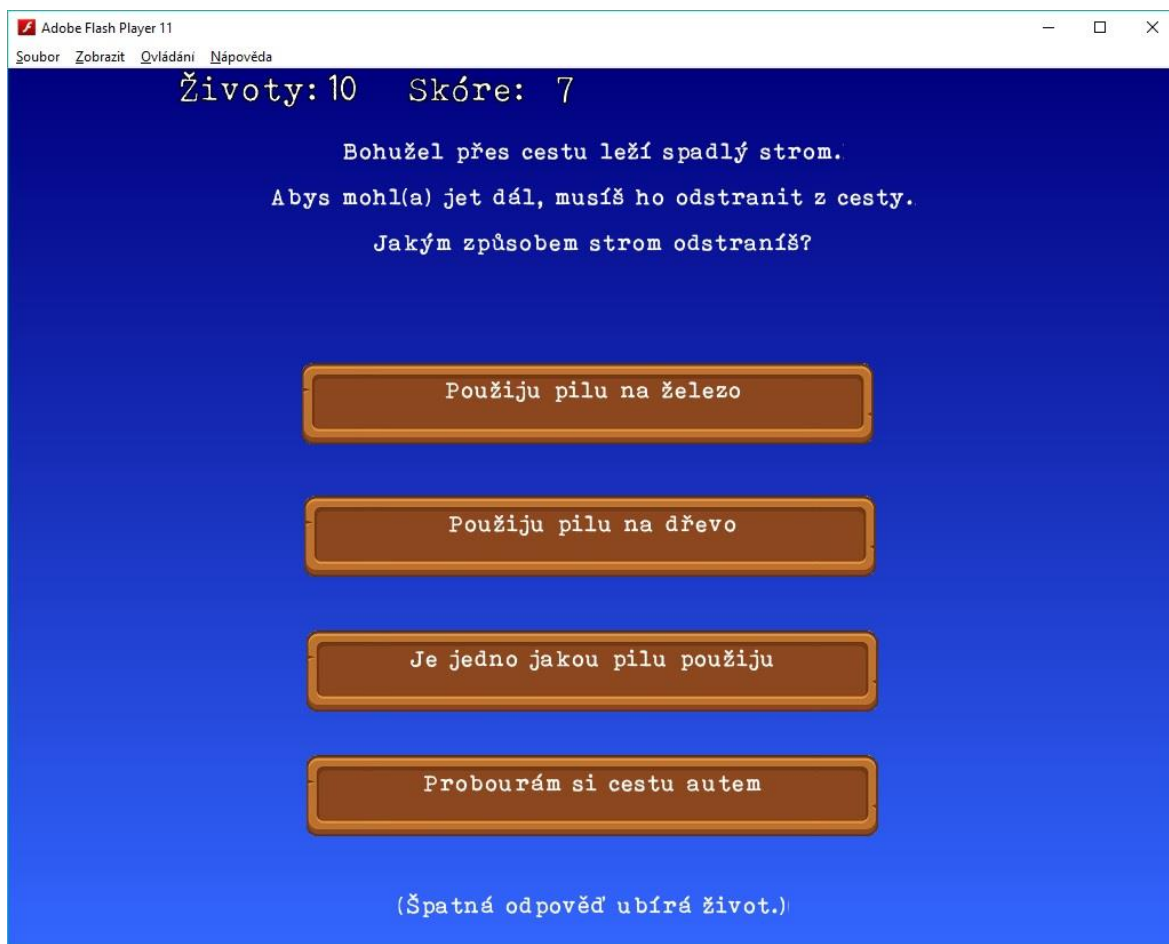 Adobe Flash Player 11
Soubor Zobrazit Ovládání Nápověda
Životy: 10 Skóre: 7
Bohužel přes cestu leží spadlý strom.
Abys mohl(a) jet dál, musíš ho odstranit z cesty.
Jakým způsobem strom odstraníš?
Použiju pilu na železo
Použiju pilu na dřevo
Je jedno jakou pilu použiju
Probourám si cestu autem
(Špatná odpověď ubírá život.)